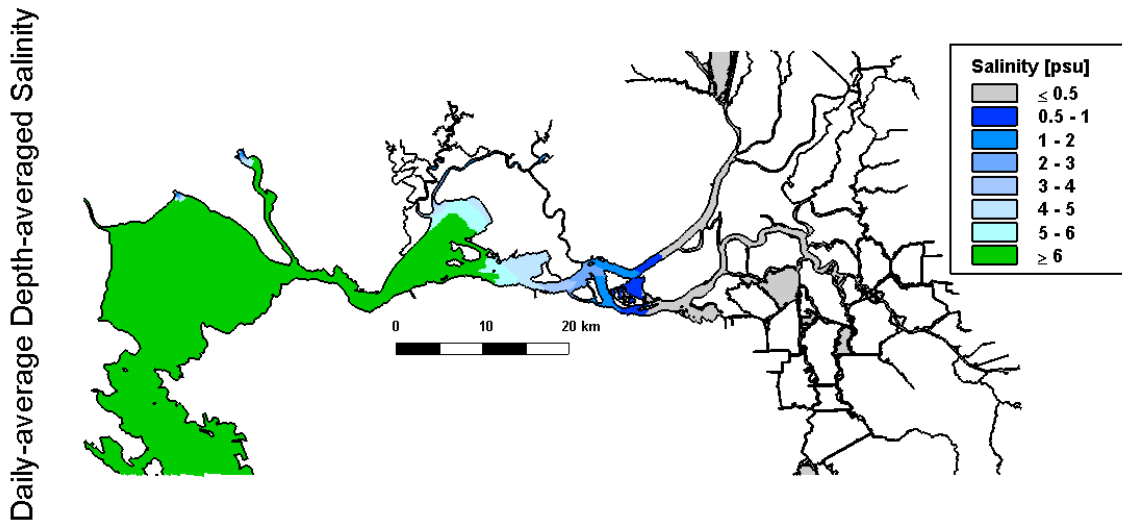 Daily-average Depth-averaged Salinity
Salinity [psu]
≤ 0.5
0.5 - 1
1 - 2
2 - 3
3 - 4
4 - 5
5 - 6
≥ 6
0 10 20 km